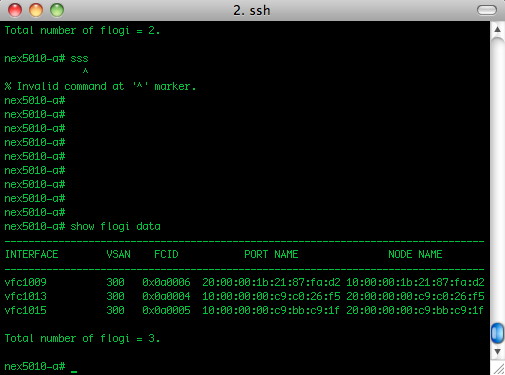 2. ssh
Total number of flogi = 2.
nex5010-a# sss
^
% Invalid command at '^' marker.
nex5010-a#
nex5010-a#
nex5010-a#
nex5010-a#
nex5010-a#
nex5010-a#
nex5010-a#
nex5010-a#
nex5010-a#
nex5010-a# show flogi data
--------------------------------------------------------------------------------
INTERFACE VSAN FCID PORT NAME NODE NAME
--------------------------------------------------------------------------------
vfc1009 300 0x0a0006 20:00:00:1b:21:87:fa:d2 10:00:00:1b:21:87:fa:d2
vfc1013 300 0x0a0004 10:00:00:00:c9:c0:26:f5 20:00:00:00:c9:c0:26:f5
vfc1015 300 0x0a0005 10:00:00:00:c9:bb:c9:1f 20:00:00:00:c9:bb:c9:1f
Total number of flogi = 3.
nex5010-a# _